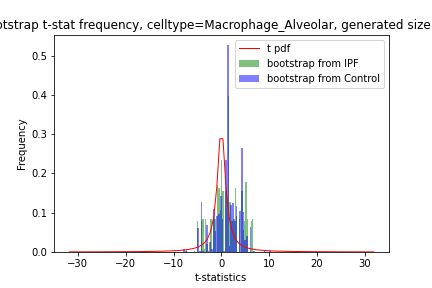 tstrap t-stat frequency, celltype=Macrophage_Alveolar, generated size
t pdf
bootstrap from IPF
bootstrap from Control
0.5
0.4
0.3
0.2
0.1
0.0
Frequency
−30 −20 −10 0 10 20 30
t-statistics